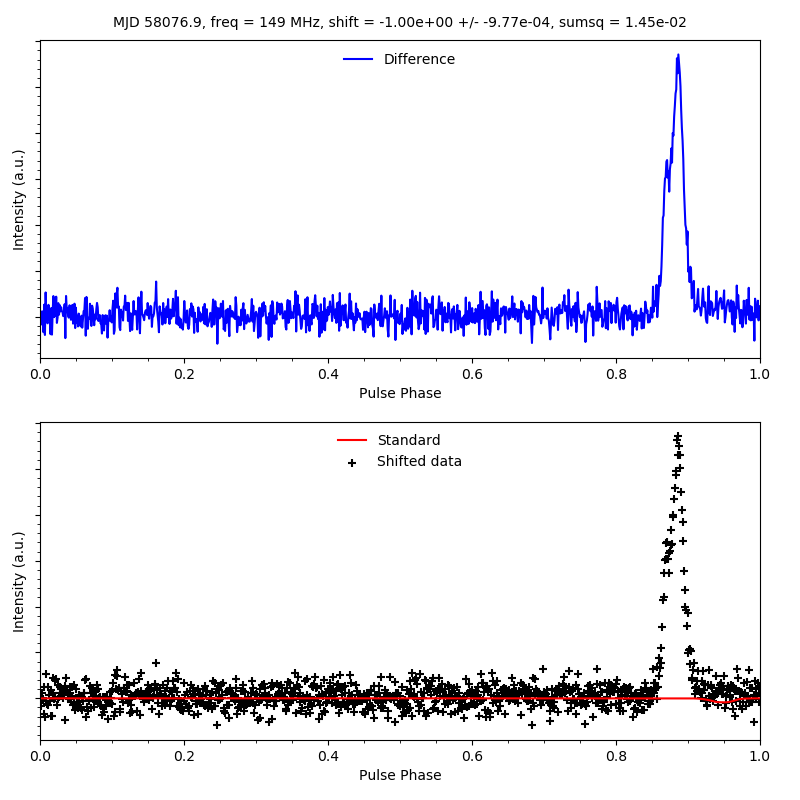 MJD 58076.9, freq = 149 MHz, shift = -1.00e+00 +/- -9.77e-04, sumsq = 1.45e-02
Difference
Intensity (a.u.)
0.0 0.2 0.4 0.6 0.8 1.0
Pulse Phase
Standard
Shifted data
Intensity (a.u.)
0.0 0.2 0.4 0.6 0.8 1.0
Pulse Phase